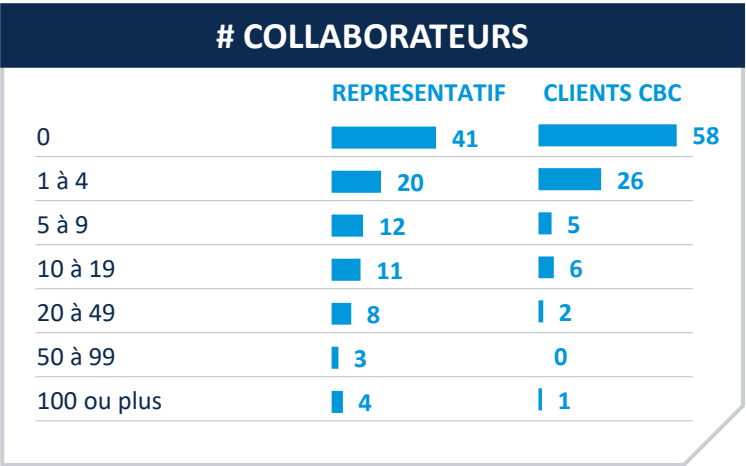 # COLLABORATEURS
REPRESENTATIF CLIENTS CBC
0 41 58
1 à 4 20 26
5 à 9 12 5
10 à 19 11 6
20 à 49 8 2
50 à 99 3 0
100 ou plus 4 1